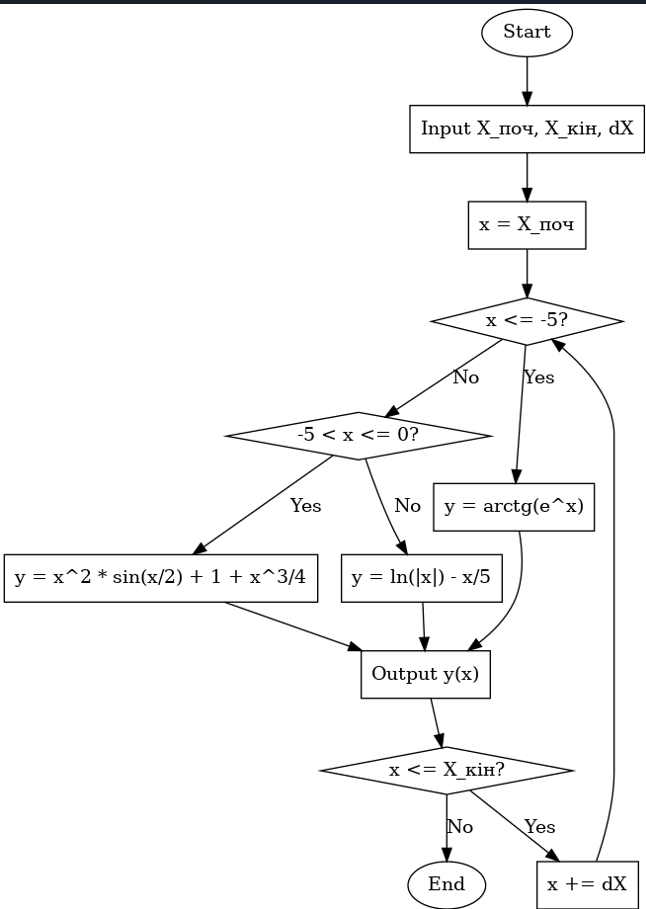 Start
Input X_поч, X_кін, dX
x = X_поч
x <= -5?
No
Yes
-5 < x <= 0?
Yes
No
y = arctg(e^x)
y = x^2 * sin(x/2) + 1 + x^3/4
y = ln(|x|) - x/5
Output y(x)
x <= X_кін?
No
Yes
End
x += dX